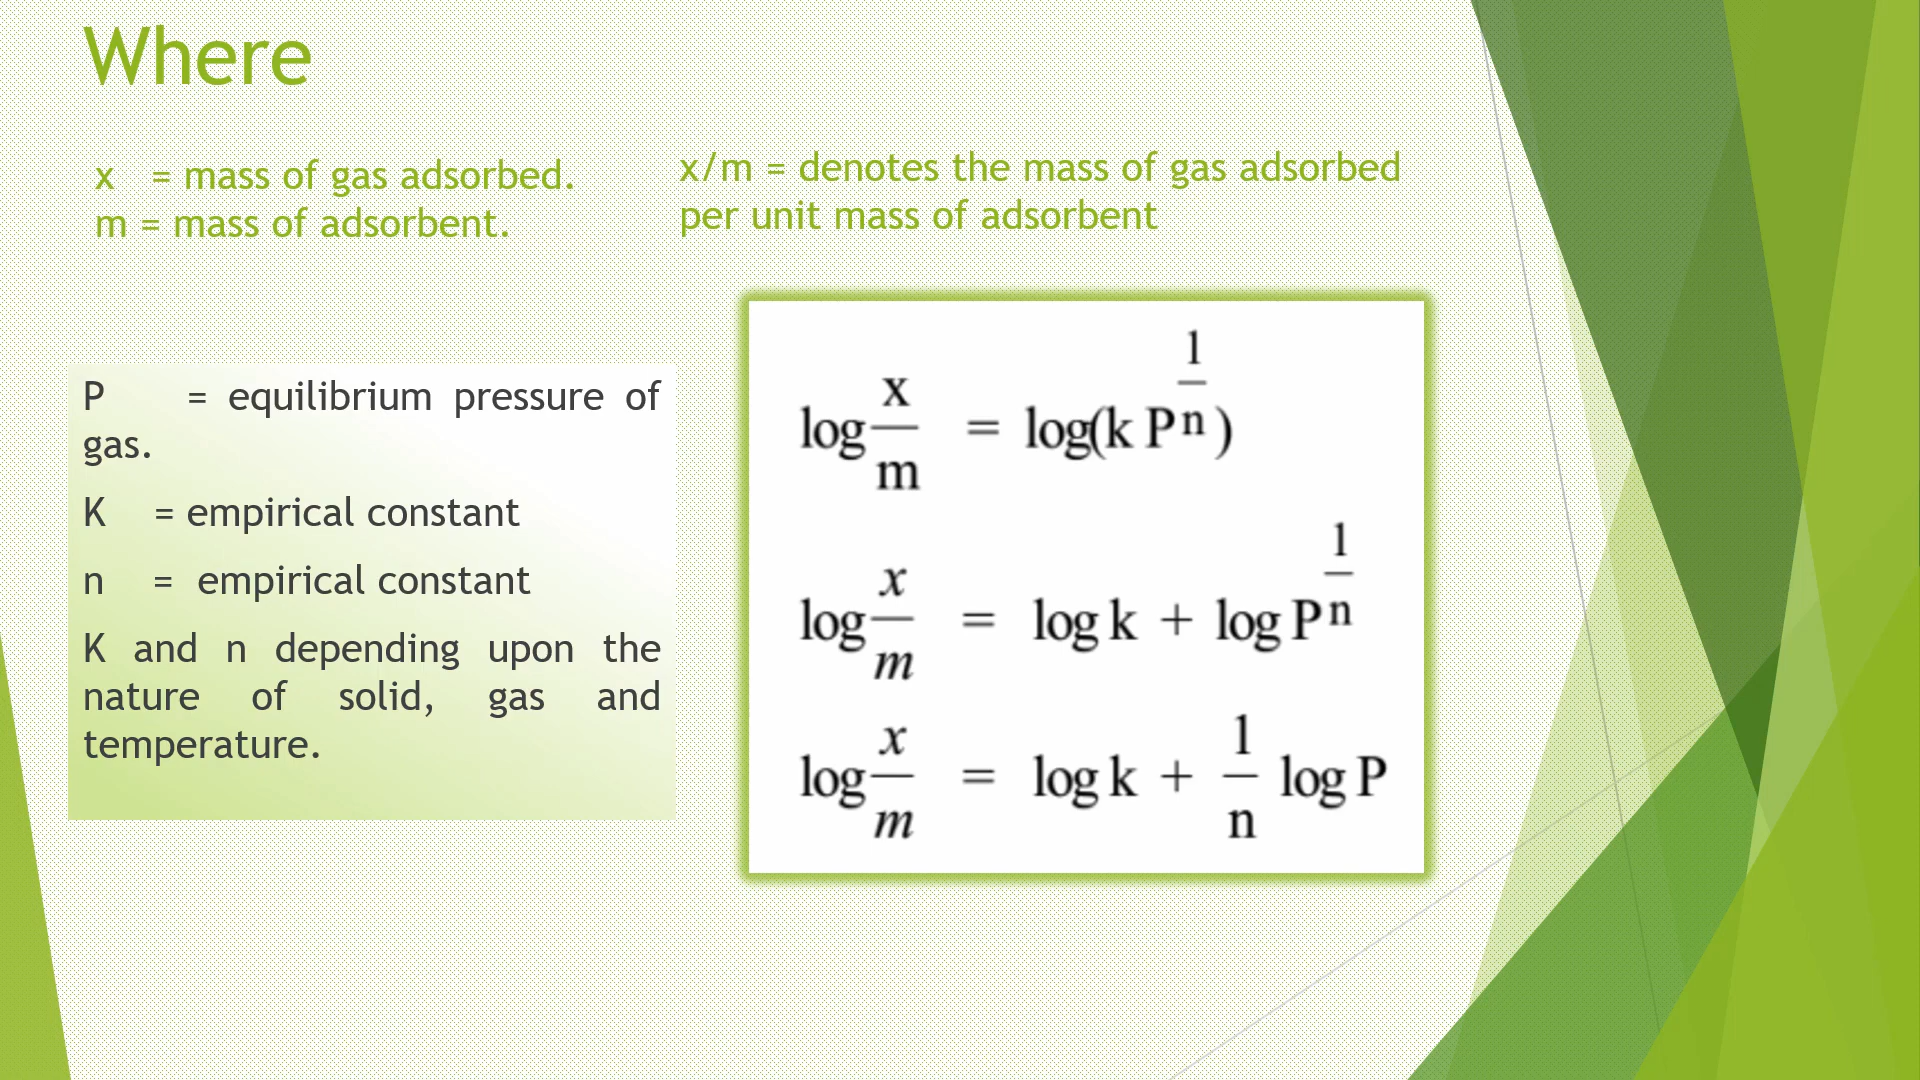 Where
x = mass of gas adsorbed.
m = mass of adsorbent.
x/m = denotes the mass of gas adsorbed
per unit mass of adsorbent
P = equilibrium pressure of
gas.
K = empirical constant
n = empirical constant
K and n depending upon the
nature of solid, gas and
temperature.
log x/m = log(k P^1/n)
log x/m = log k + log P^1/n
log x/m = log k + 1/n log P